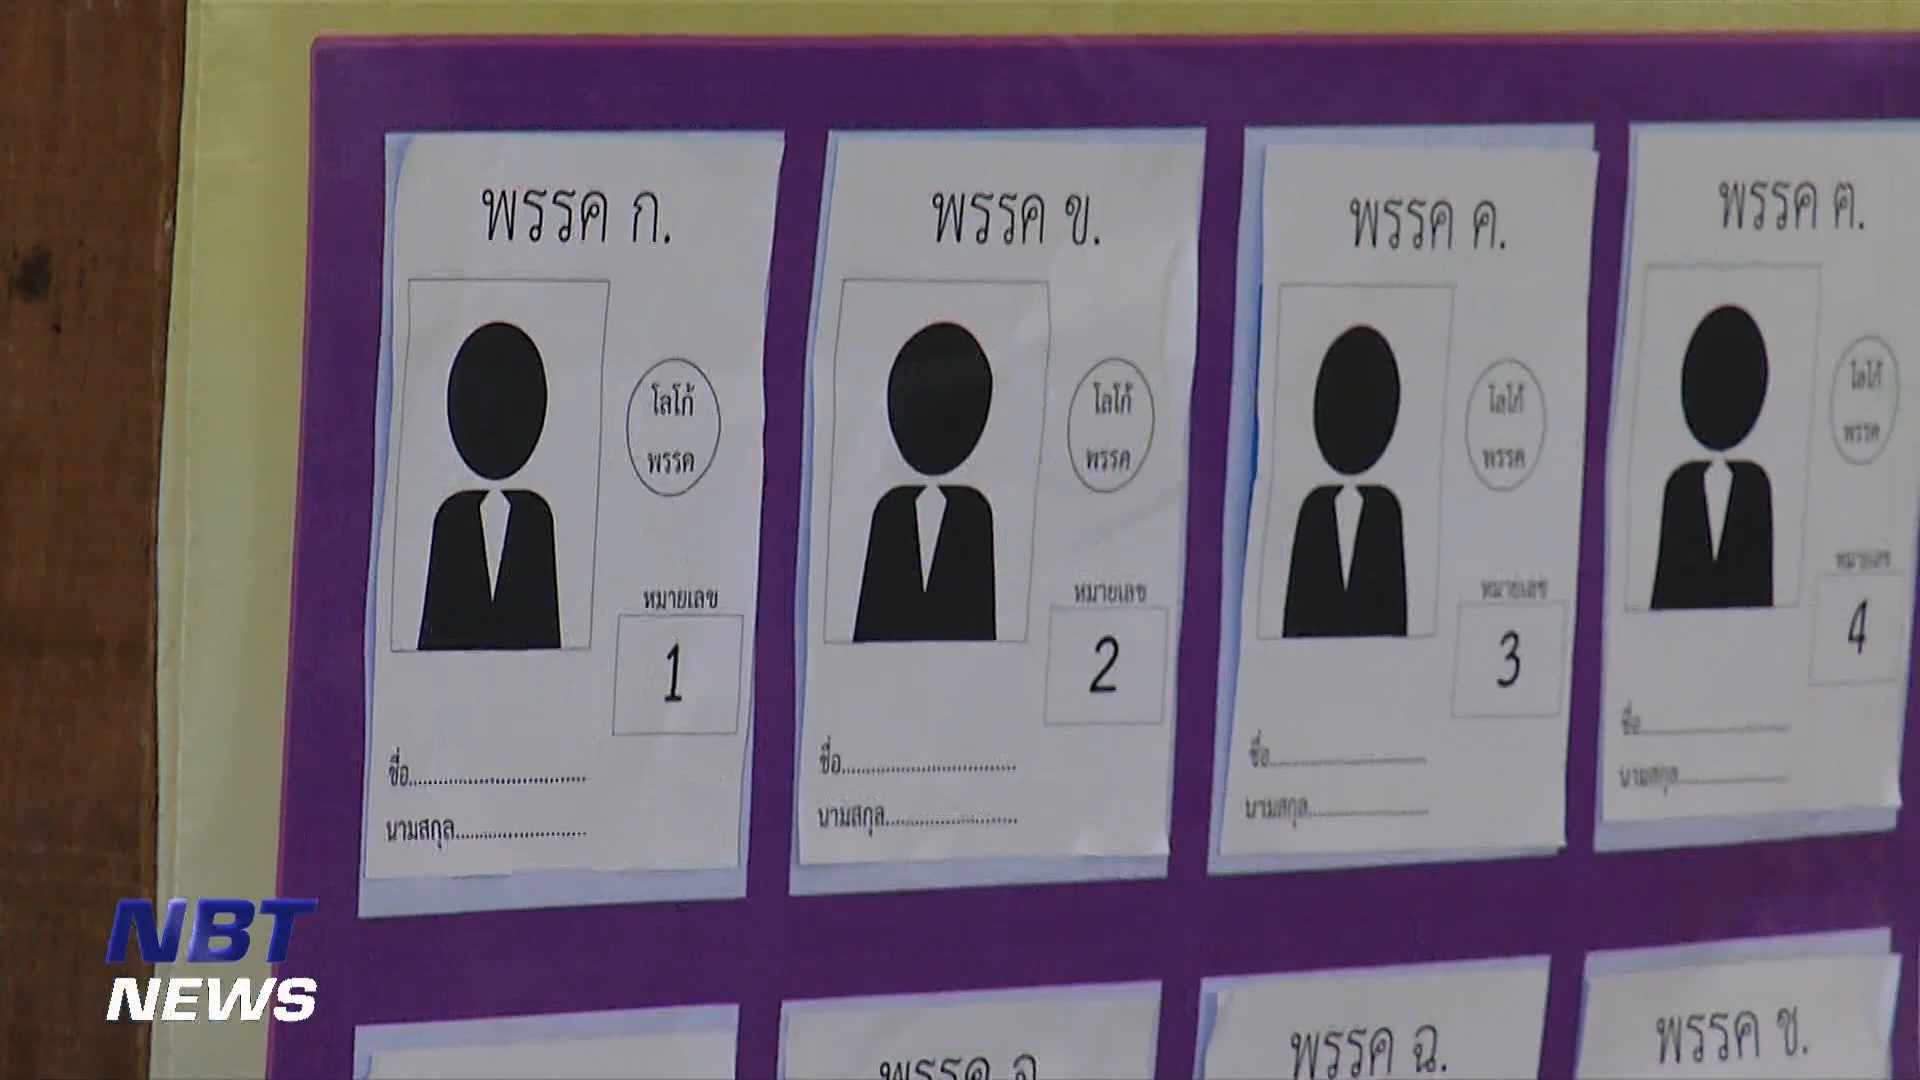 พรรค ก.
โลโก้
พรรค
หมายเลข
1
ชื่อ
นามสกุล
พรรค ข.
โลโก้
พรรค
หมายเลข
2
ชื่อ
นามสกุล
พรรค ค.
โลโก้
พรรค
หมายเลข
3
ชื่อ
นามสกุล
พรรค ฅ.
โลโก้
พรรค
หมายเลข
4
ชื่อ
นามสกุล
พรรค
พรรค ฉ.
พรรค ช.
NBT
NEWS